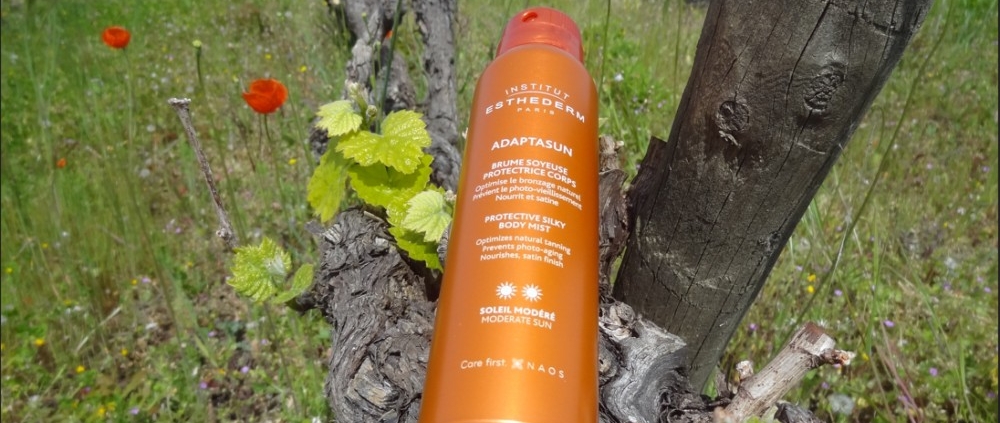 INSTITUT
ESTHEDERM
PARIS
ADAPTASUN
BRUME SOYEUSE
PROTECTRICE CORPS
Optimise le bronzage naturel
Prévient le photo-vieillissement
Nourrit et satine
PROTECTIVE SILKY
BODY MIST
Optimizes natural tanning
Prevents photo-aging
Nourishes, satin finish
SOLEIL MODÉRÉ
MODERATE SUN
Care first NAOS